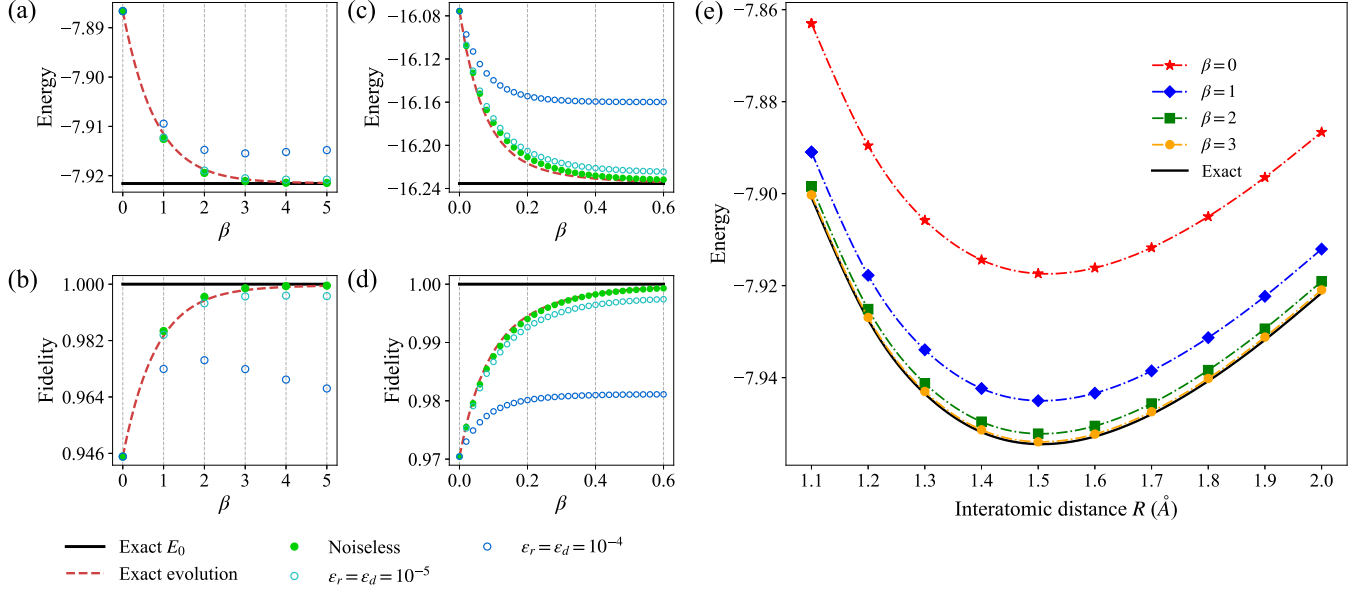 (a)
Energy
−7.89
−7.90
−7.91
−7.92
0 1 2 3 4 5
β
(b)
Fidelity
1.000
0.982
0.964
0.946
0 1 2 3 4 5
β
(c)
Energy
−16.08
−16.12
−16.16
−16.20
−16.24
0.0 0.2 0.4 0.6
β
(d)
Fidelity
1.00
0.99
0.98
0.97
0.0 0.2 0.4 0.6
β
Exact E₀
Exact evolution
Noiseless
εᵣ = ε_d = 10⁻⁵
εᵣ = ε_d = 10⁻⁴
(e)
Energy
−7.86
−7.88
−7.90
−7.92
−7.94
β = 0
β = 1
β = 2
β = 3
Exact
1.1 1.2 1.3 1.4 1.5 1.6 1.7 1.8 1.9 2.0
Interatomic distance R (Å)